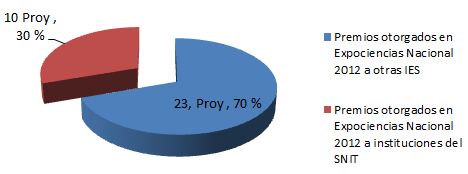 10 Proy ,
30 %
23, Proy , 70 %
Premios otorgados en
Expociencias Nacional
2012 a otras IES
Premios otorgados en
Expociencias Nacional
2012 a instituciones del
SNIT